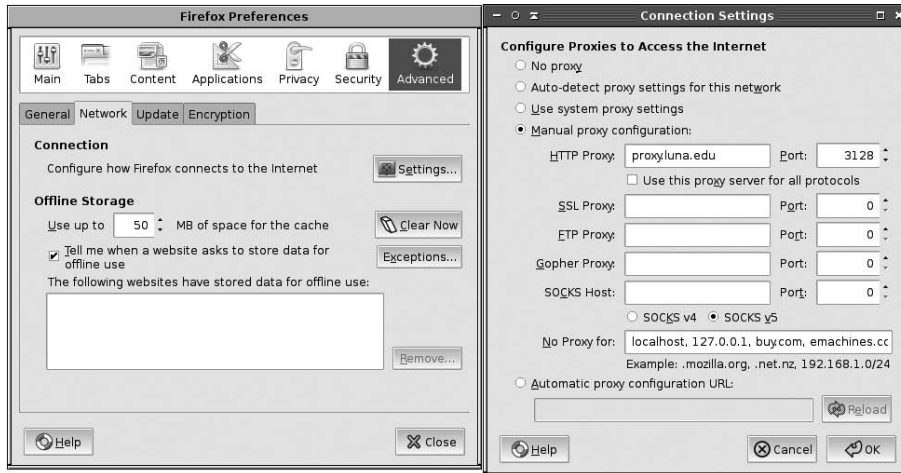 Firefox Preferences
Main Tabs Content Applications Privacy Security Advanced
General Network Update Encryption
Connection
Configure how Firefox connects to the Internet
Settings...
Offline Storage
Use up to 50 MB of space for the cache
Clear Now
Tell me when a website asks to store data for
offline use
Exceptions...
The following websites have stored data for offline use:
Remove...
Help
Close
Connection Settings
Configure Proxies to Access the Internet
No proxy
Auto-detect proxy settings for this network
Use system proxy settings
Manual proxy configuration:
HTTP Proxy: proxy.luna.edu Port: 3128
Use this proxy server for all protocols
SSL Proxy: Port: 0
FTP Proxy: Port: 0
Gopher Proxy: Port: 0
SOCKS Host: Port: 0
SOCKS v4 SOCKS v5
No Proxy for: localhost, 127.0.0.1, buy.com, emachines.cc
Example: .mozilla.org, .net.nz, 192.168.1.0/24
Automatic proxy configuration URL:
Reload
Help
Cancel
OK